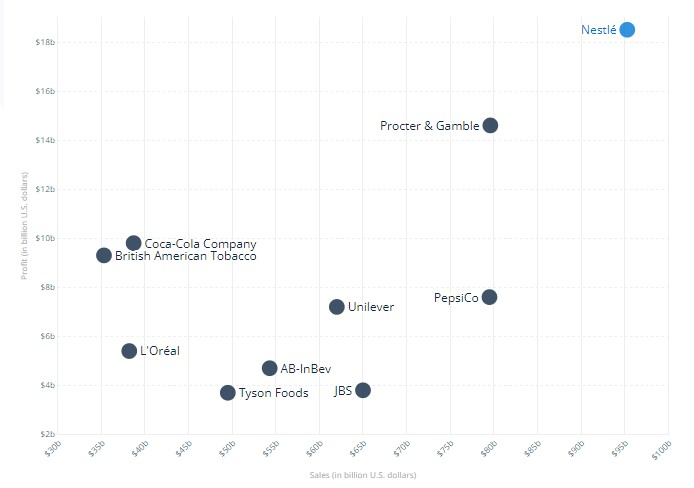 Nestlé
$18b
$16b
Procter & Gamble
$14b
$12b
$10b
Coca-Cola Company
British American Tobacco
$8b
PepsiCo
Unilever
$6b
L'Oréal
AB-InBev
$4b
Tyson Foods
JBS
$2b
Profit (in billion U.S. dollars)
$30b
$35b
$40b
$45b
$50b
$55b
$60b
$65b
$70b
$75b
$80b
$85b
$90b
$95b
$100b
Sales (in billion U.S. dollars)